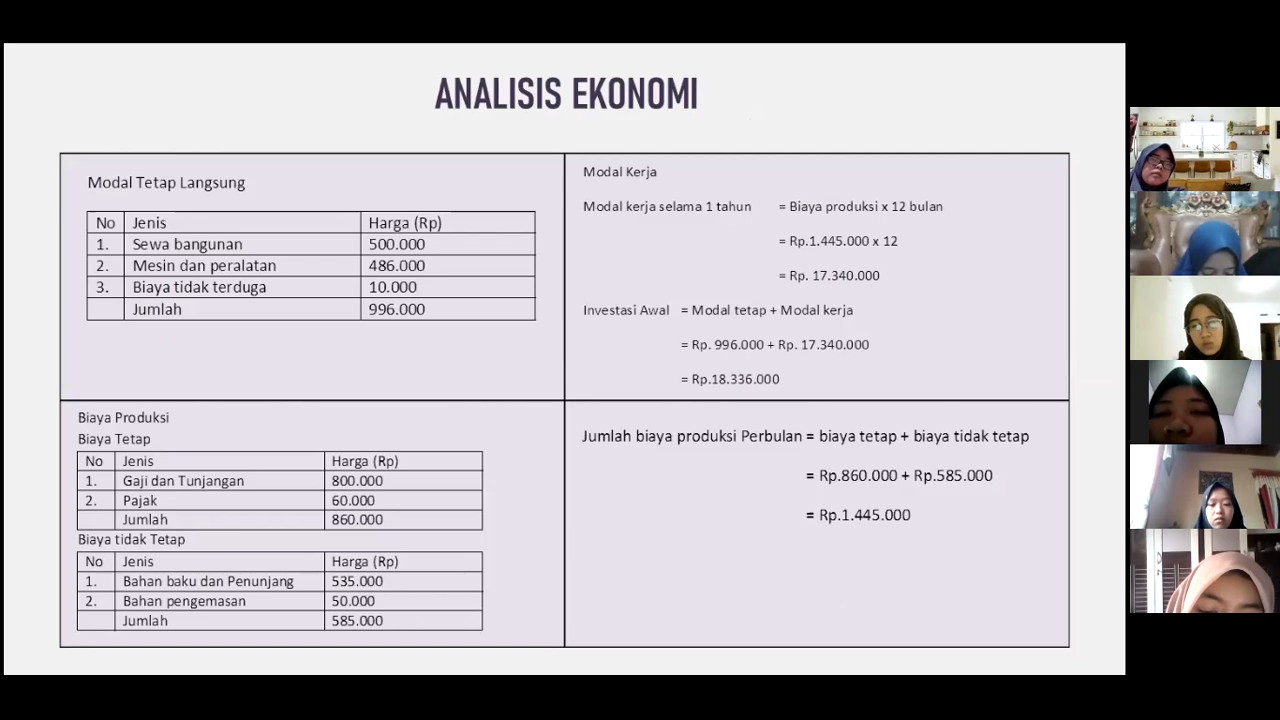 ANALISIS EKONOMI
Modal Tetap Langsung
No Jenis Harga (Rp)
1. Sewa bangunan 500.000
2. Mesin dan peralatan 486.000
3. Biaya tidak terduga 10.000
Jumlah 996.000
Modal Kerja
Modal kerja selama 1 tahun = Biaya produksi x 12 bulan
= Rp.1.445.000 x 12
= Rp. 17.340.000
Investasi Awal = Modal tetap + Modal kerja
= Rp. 996.000 + Rp. 17.340.000
= Rp.18.336.000
Biaya Produksi
Biaya Tetap
No Jenis Harga (Rp)
1. Gaji dan Tunjangan 800.000
2. Pajak 60.000
Jumlah 860.000
Biaya tidak Tetap
No Jenis Harga (Rp)
1. Bahan baku dan Penunjang 535.000
2. Bahan pengemasan 50.000
Jumlah 585.000
Jumlah biaya produksi Perbulan = biaya tetap + biaya tidak tetap
= Rp.860.000 + Rp.585.000
= Rp.1.445.000